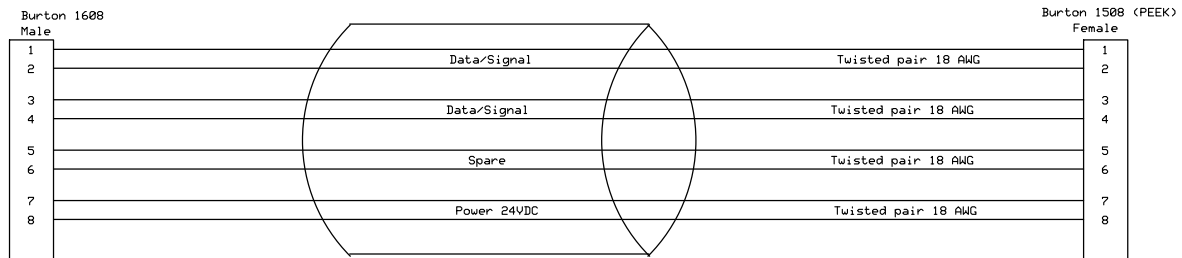 Burton 1608
Male
Burton 1508 (PEEK)
Female
1 Data/Signal Twisted pair 18 AWG 1
2 2
3 Data/Signal Twisted pair 18 AWG 3
4 4
5 Spare Twisted pair 18 AWG 5
6 6
7 Power 24VDC Twisted pair 18 AWG 7
8 8